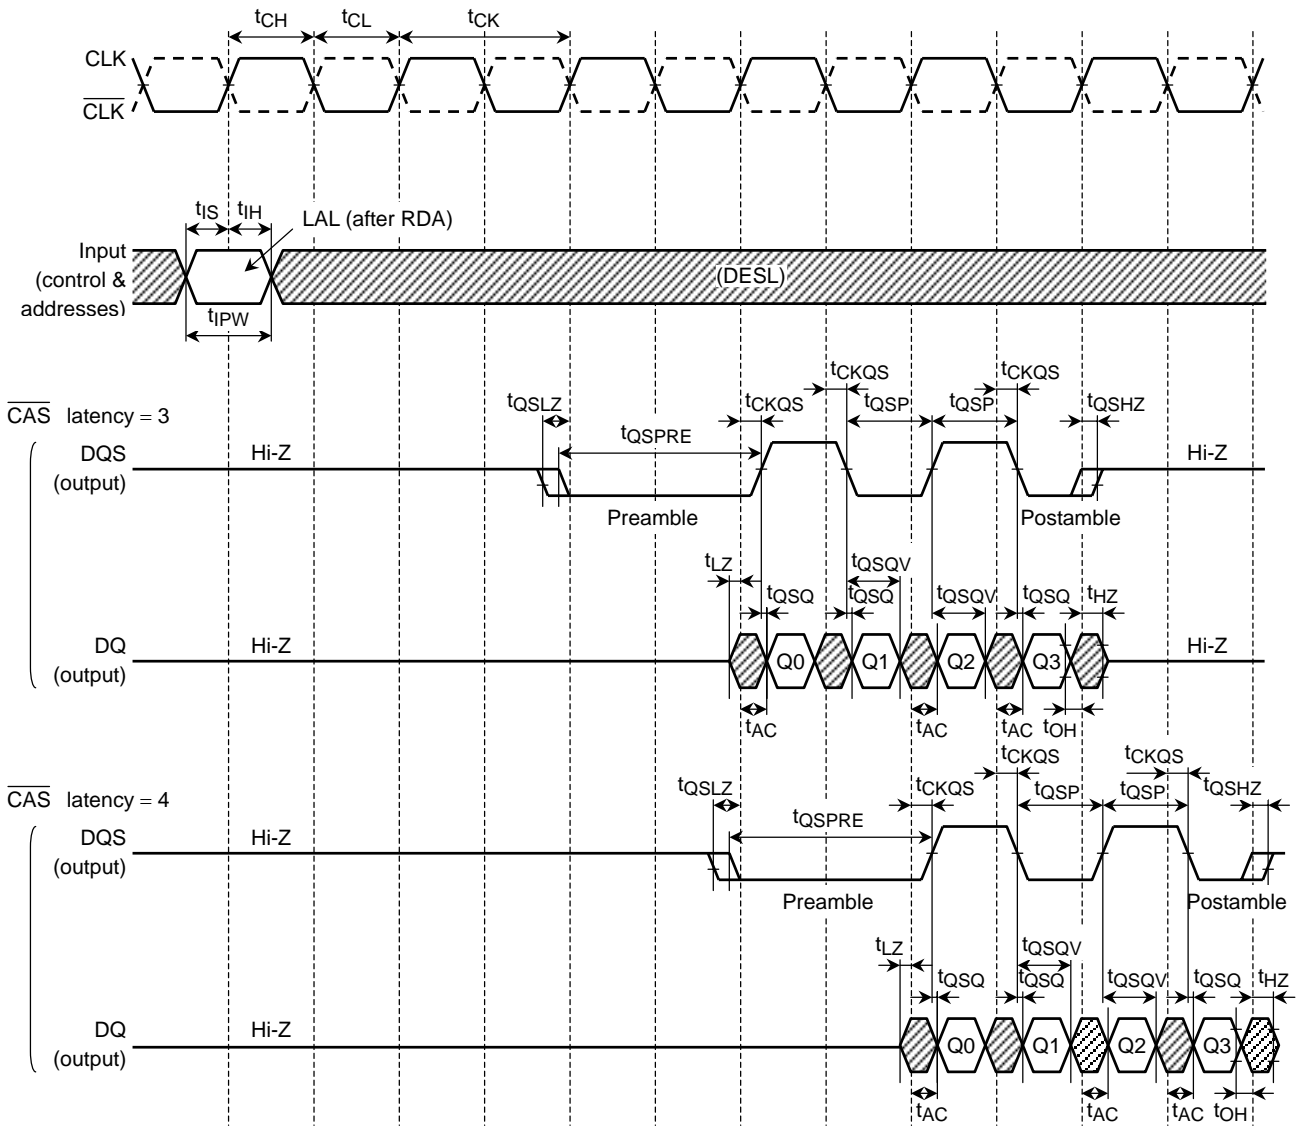 tCH tCL tCK
CLK
CLK
tIS tIH LAL (after RDA)
Input
(control &
addresses)
(DESL)
tIPW
CAS latency = 3
tQSLZ tCKQS tCKQS tCKQS
tQSPRE tQSP tQSP tQSHZ
DQS
(output)
Hi-Z Hi-Z
Preamble Postamble
tLZ tQSQV
tQSQ tQSQ tQSQV tQSQ tHZ
DQ
(output)
Hi-Z Q0 Q1 Q2 Q3 Hi-Z
tAC tAC tAC tOH
CAS latency = 4
tQSLZ tCKQS tCKQS tCKQS
tQSPRE tQSP tQSP tQSHZ
DQS
(output)
Hi-Z
Preamble Postamble
tLZ tQSQV
tQSQ tQSQ tQSQV tQSQ tHZ
DQ
(output)
Hi-Z Q0 Q1 Q2 Q3
tAC tAC tAC tOH